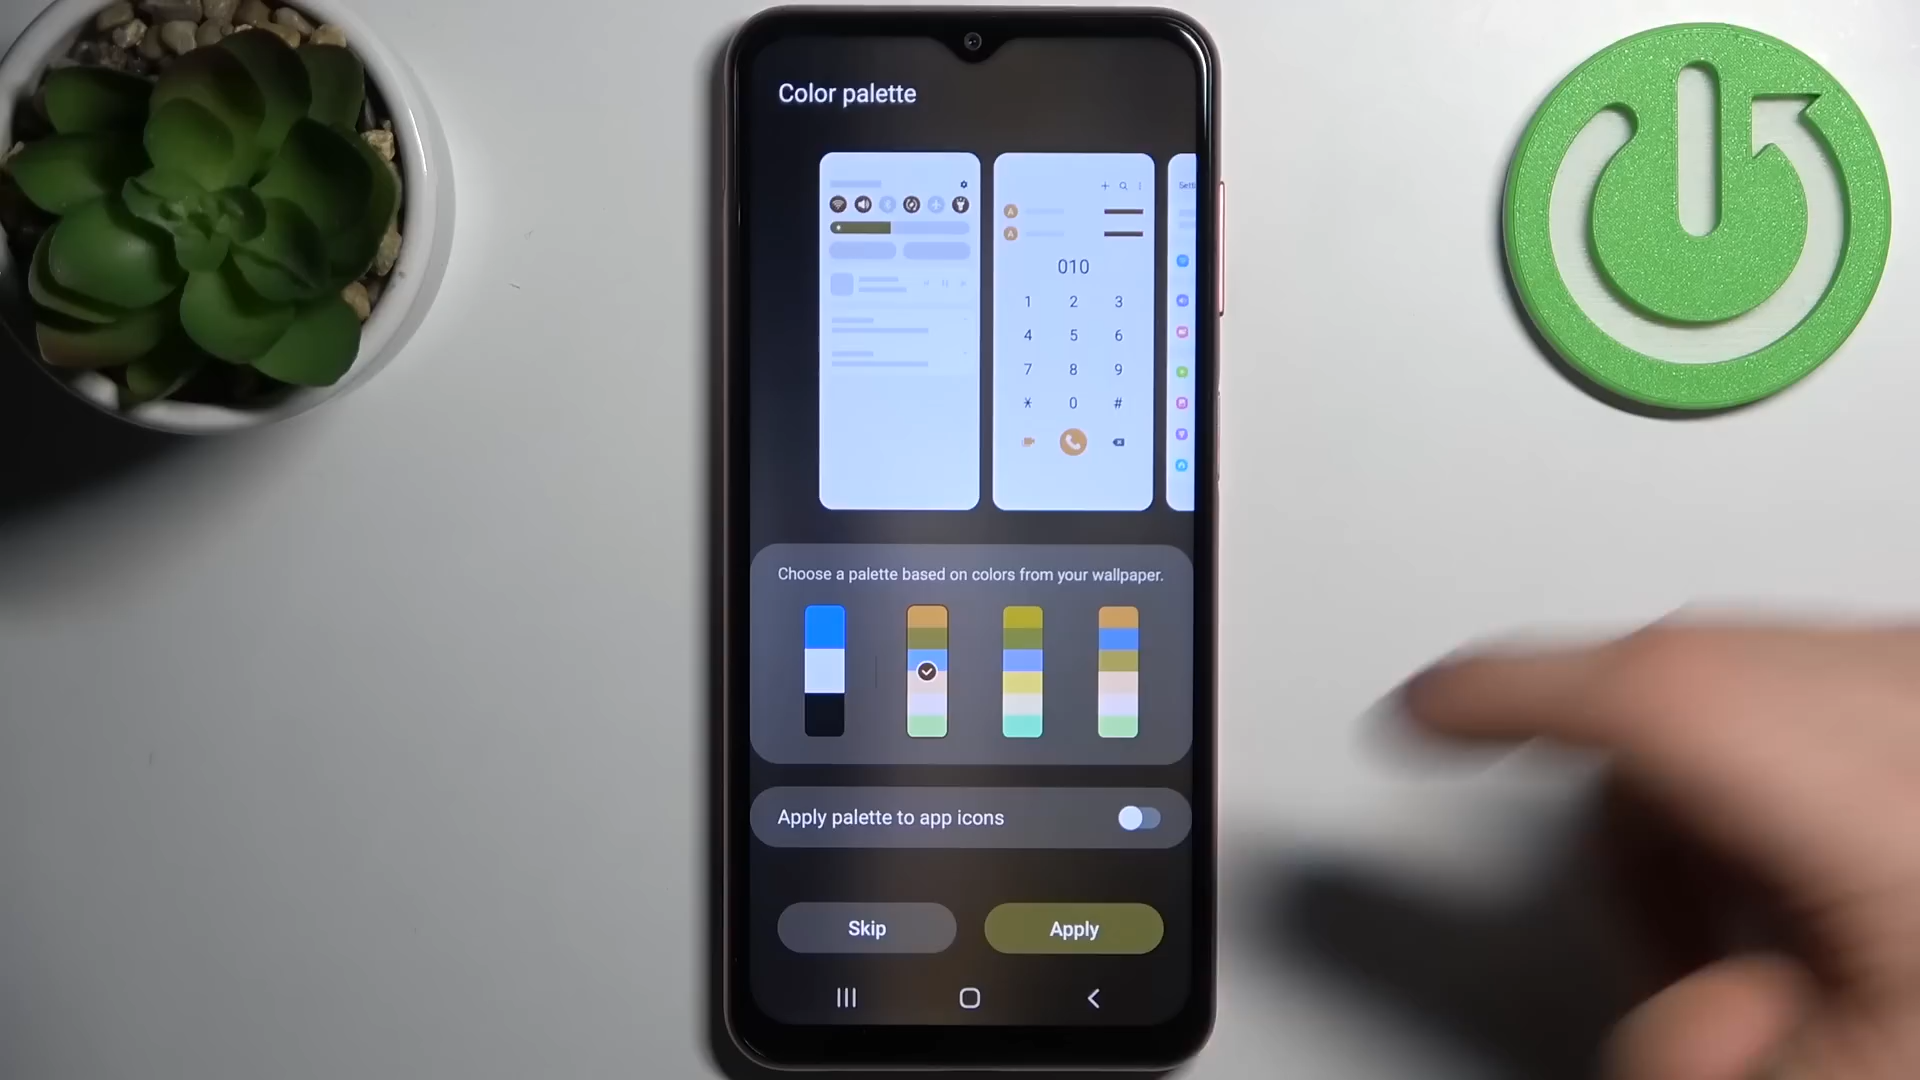 Color palette
Sett
A
A
010
1 2 3
4 5 6
7 8 9
* 0 #
Choose a palette based on colors from your wallpaper.
Apply palette to app icons
Skip Apply